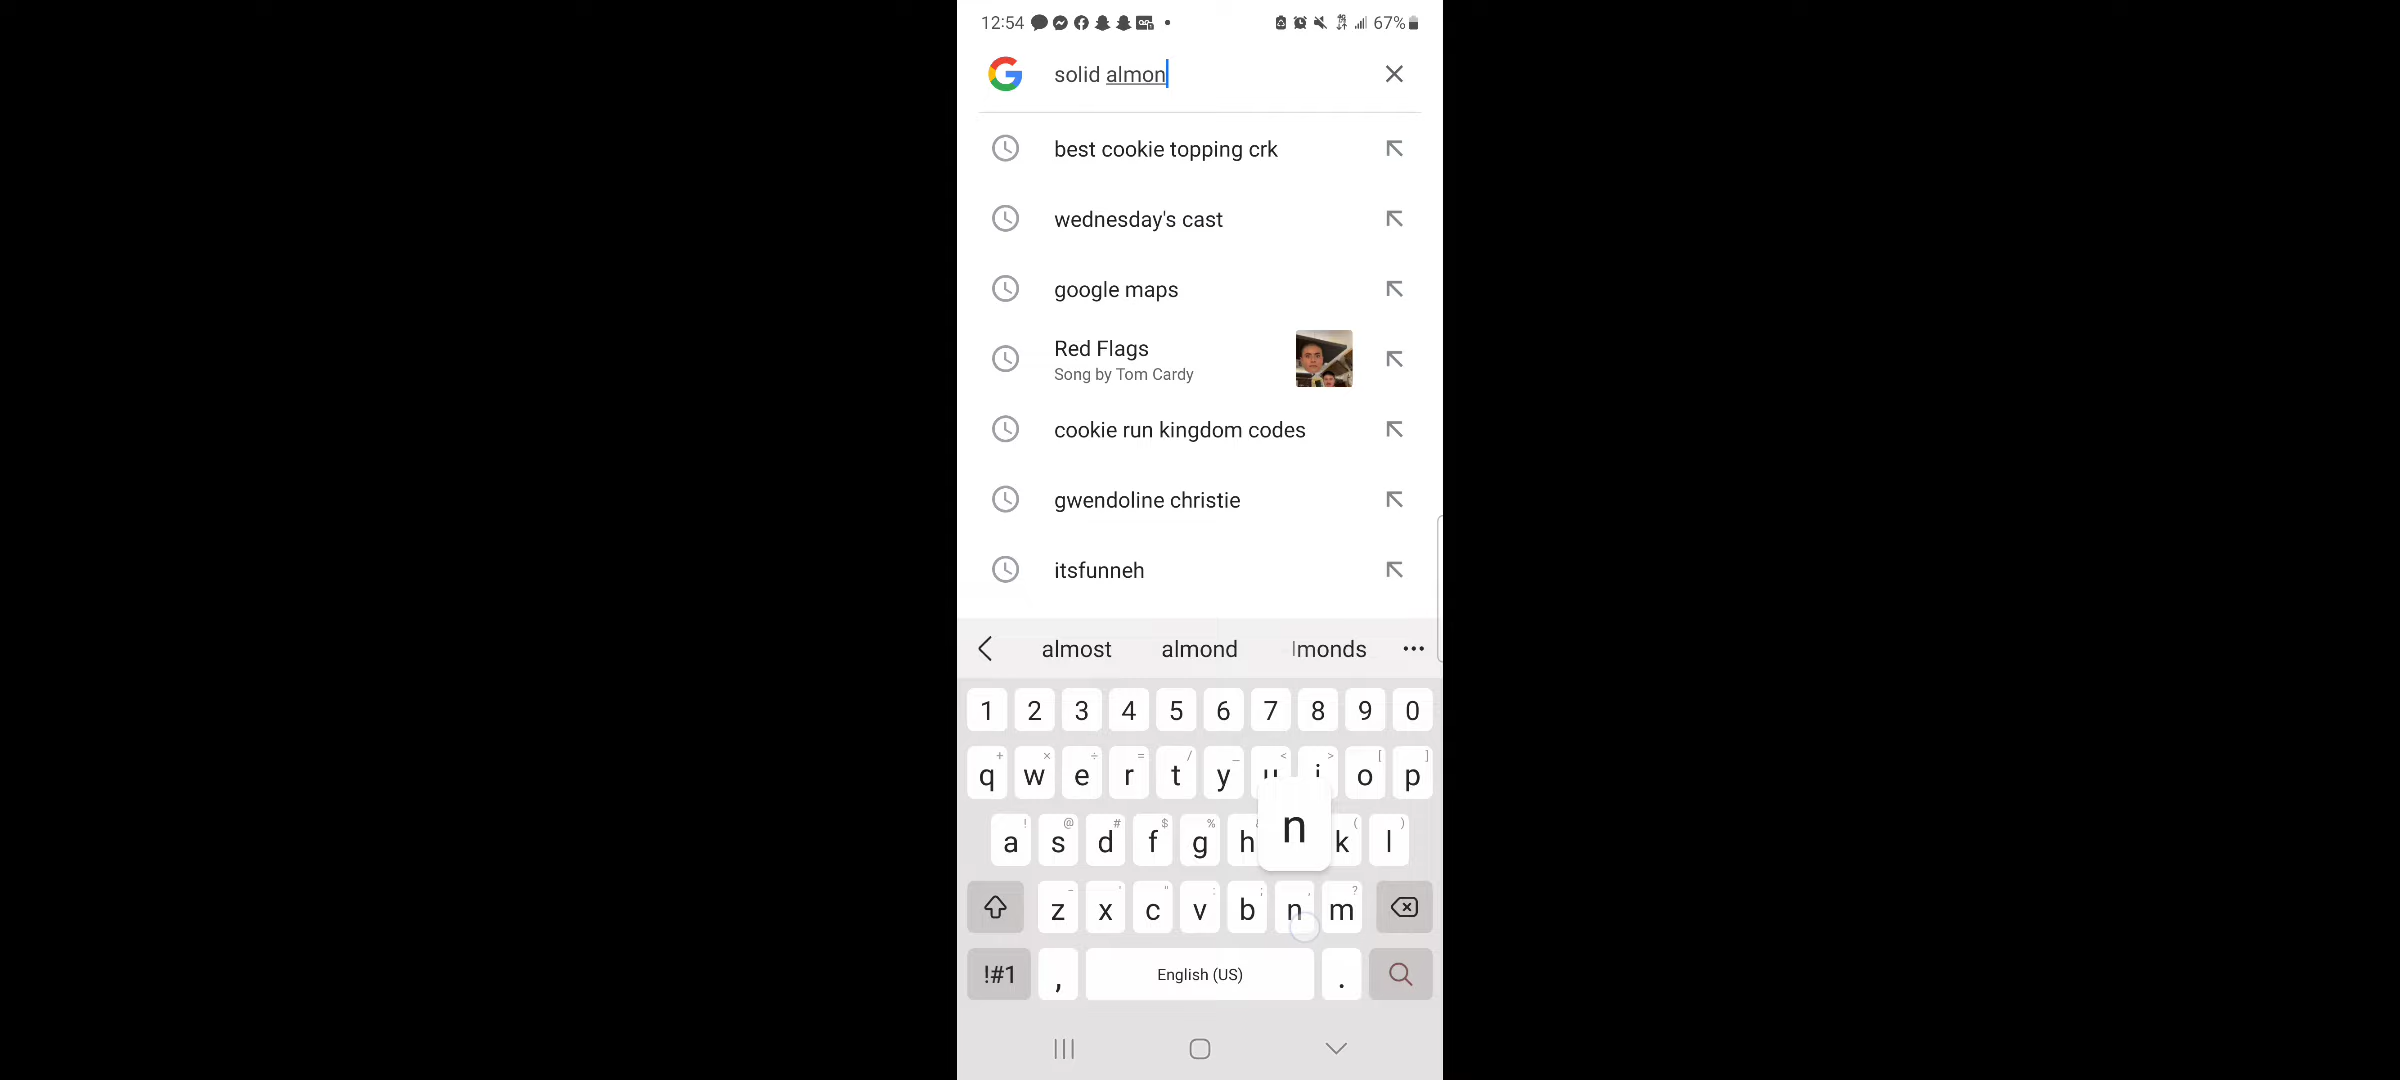 12:54 67%
solid almon
best cookie topping crk
wednesday's cast
google maps
Red Flags
Song by Tom Cardy
cookie run kingdom codes
gwendoline christie
itsfunneh
almost almond lmonds ...
1 2 3 4 5 6 7 8 9 0
+ × ÷ = / _ < > [ ]
q w e r t y u i o p
! @ # $ % ( )
a s d f g h n k l
- ' " : ; , ?
z x c v b n m
!#1 , English (US) .